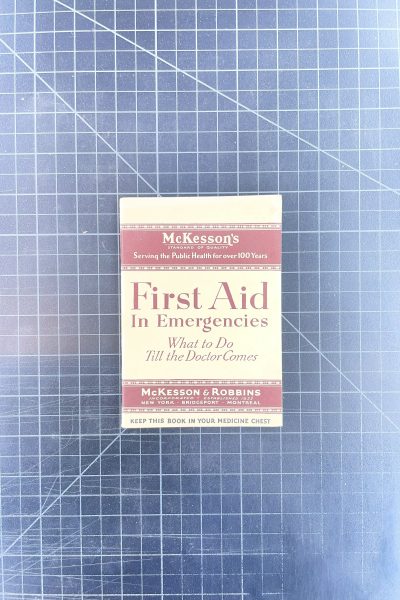 McKesson's
STANDARD OF QUALITY
Serving the Public Health for over 100 Years
First Aid
In Emergencies
What to Do
Till the Doctor Comes
McKESSON & ROBBINS
INCORPORATED • ESTABLISHED 1833
NEW YORK - BRIDGEPORT - MONTREAL
KEEP THIS BOOK IN YOUR MEDICINE CHEST